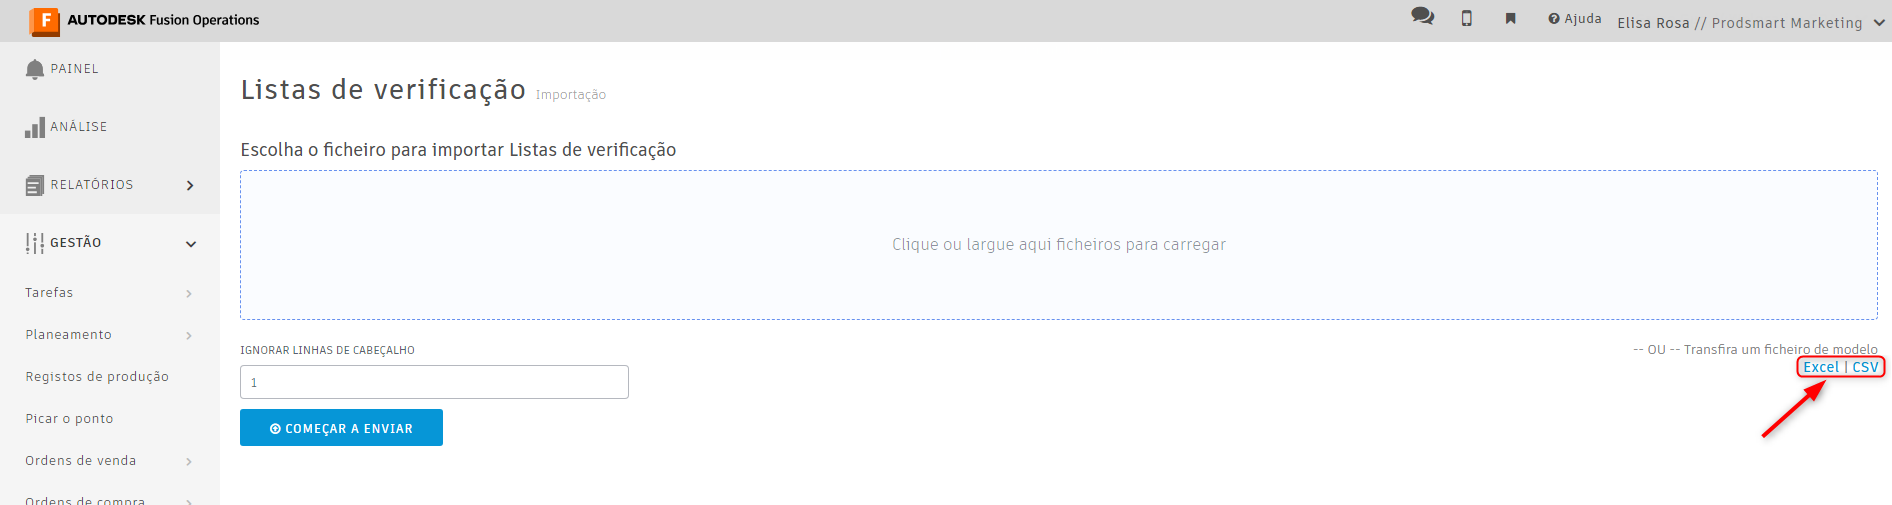 AUTODESK Fusion Operations
Ajuda
Elisa Rosa // Prodsmart Marketing
PAINEL
ANÁLISE
RELATÓRIOS
GESTÃO
Tarefas
Planeamento
Registos de produção
Picar o ponto
Ordens de venda
Ordens de compra
Listas de verificação Importação
Escolha o ficheiro para importar Listas de verificação
Clique ou largue aqui ficheiros para carregar
IGNORAR LINHAS DE CABEÇALHO
1
COMEÇAR A ENVIAR
-- OU -- Transfira um ficheiro de modelo
Excel | CSV